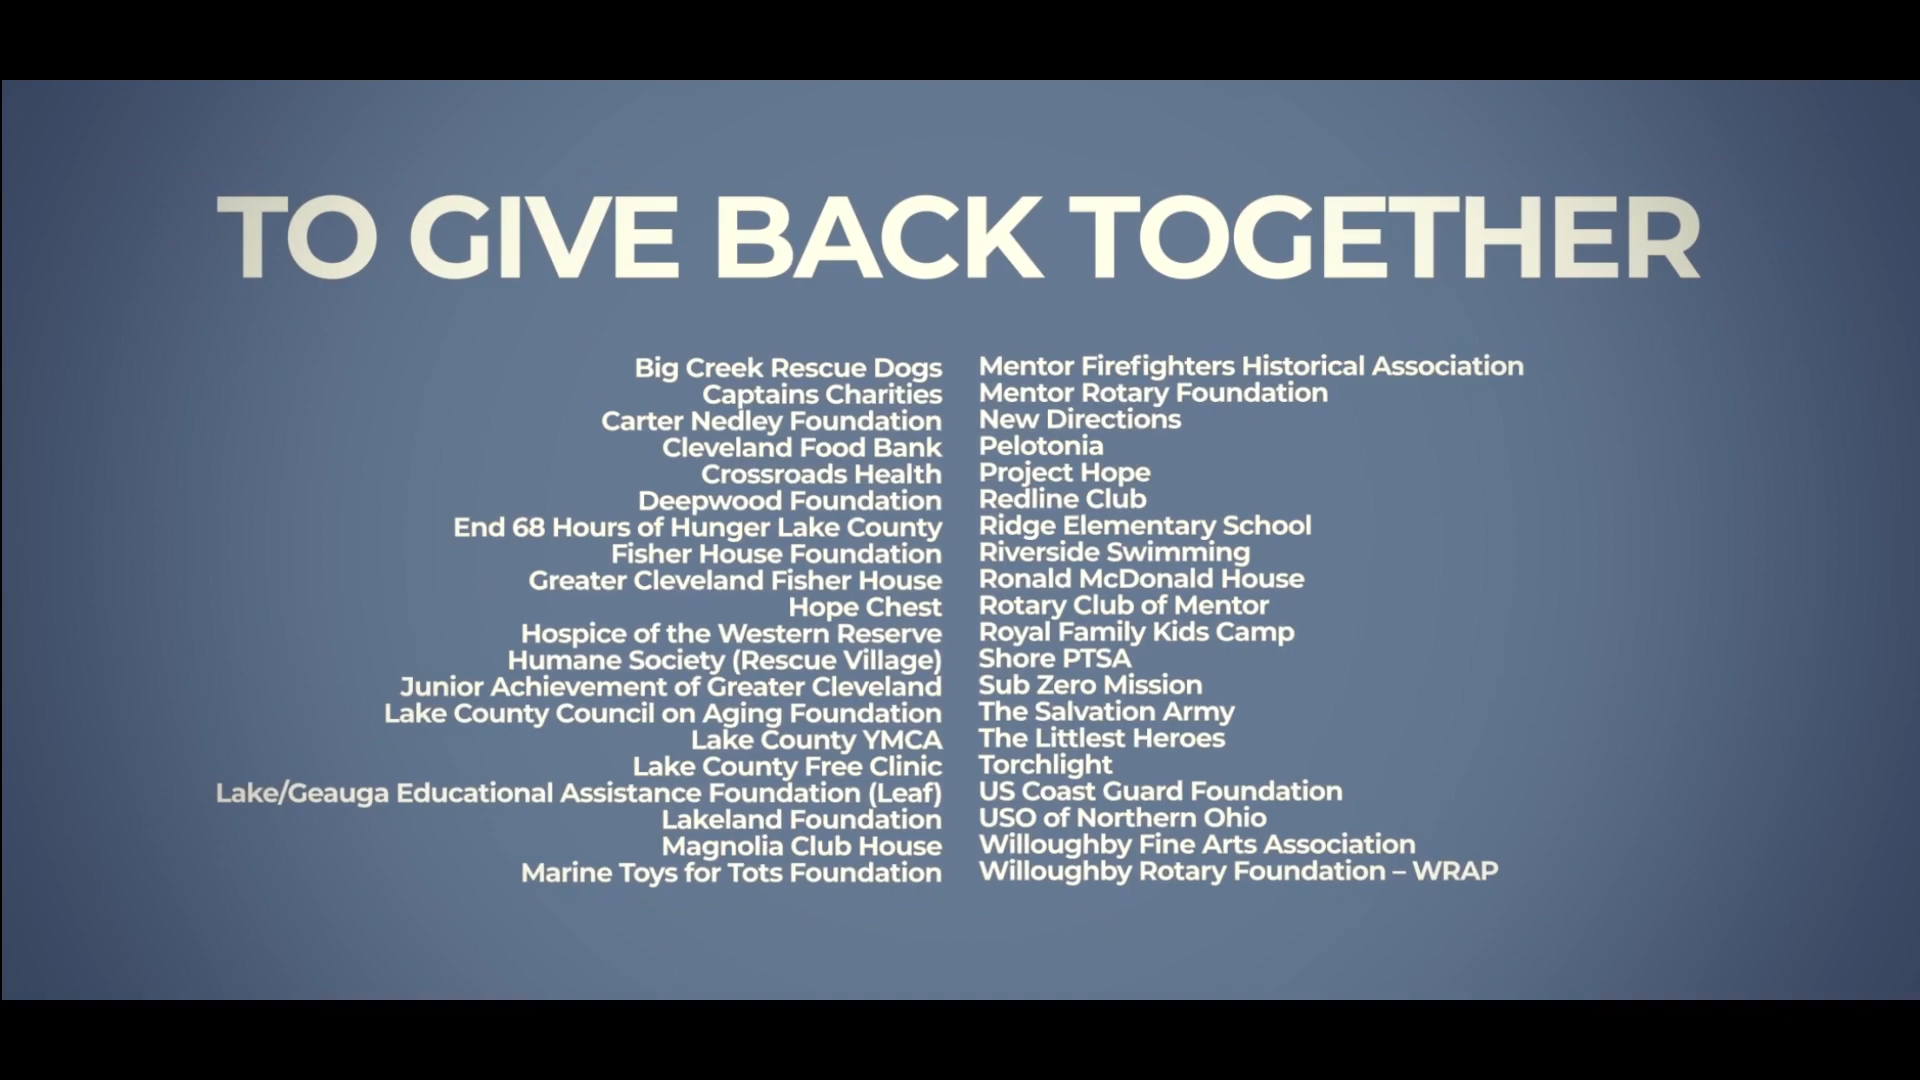 TO GIVE BACK TOGETHER
Big Creek Rescue Dogs
Captains Charities
Carter Nedley Foundation
Cleveland Food Bank
Crossroads Health
Deepwood Foundation
End 68 Hours of Hunger Lake County
Fisher House Foundation
Greater Cleveland Fisher House
Hope Chest
Hospice of the Western Reserve
Humane Society (Rescue Village)
Junior Achievement of Greater Cleveland
Lake County Council on Aging Foundation
Lake County YMCA
Lake County Free Clinic
Lake/Geauga Educational Assistance Foundation (Leaf)
Lakeland Foundation
Magnolia Club House
Marine Toys for Tots Foundation
Mentor Firefighters Historical Association
Mentor Rotary Foundation
New Directions
Pelotonia
Project Hope
Redline Club
Ridge Elementary School
Riverside Swimming
Ronald McDonald House
Rotary Club of Mentor
Royal Family Kids Camp
Shore PTSA
Sub Zero Mission
The Salvation Army
The Littlest Heroes
Torchlight
US Coast Guard Foundation
USO of Northern Ohio
Willoughby Fine Arts Association
Willoughby Rotary Foundation – WRAP